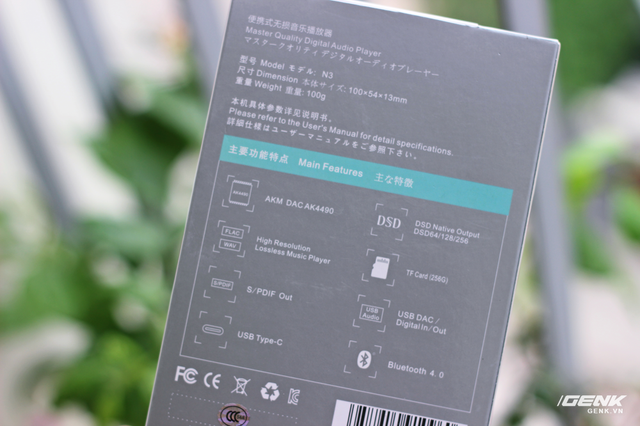 便携式无损音乐播放器
Master Quality Digital Audio Player
マスタークオリティデジタルオーディオプレーヤー
型号 Model モデル: N3
尺寸 Dimension 本体サイズ: 100×54×13mm
重量 Weight 重量: 100g
本机具体参数详见说明书。
Please refer to the User's Manual for detail specifications.
詳細仕様はユーザーマニュアルをご参照下さい。
主要功能特点 Main Features 主な特徴
AKM DAC AK4490
DSD
DSD Native Output
DSD64/128/256
FLAC
WAV
High Resolution
Lossless Music Player
TF Card (256G)
S/PDIF
S/PDIF Out
USB
Audio
USB DAC/
Digital In/Out
USB Type-C
Bluetooth 4.0
FC CE
CCC
GENK
GENK.VN